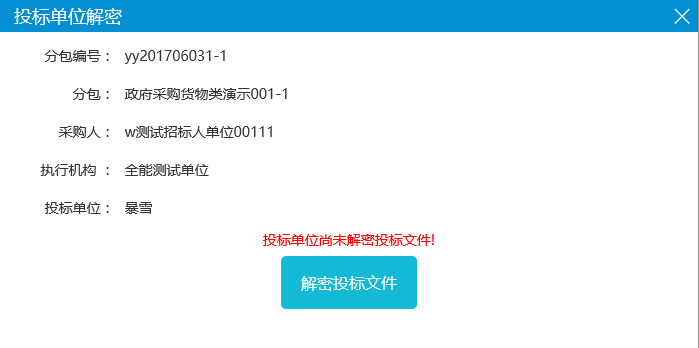 投标单位解密
分包编号： yy201706031-1
分包： 政府采购货物类演示001-1
采购人： w测试招标人单位00111
执行机构 ： 全能测试单位
投标单位： 暴雪
投标单位尚未解密投标文件!
解密投标文件